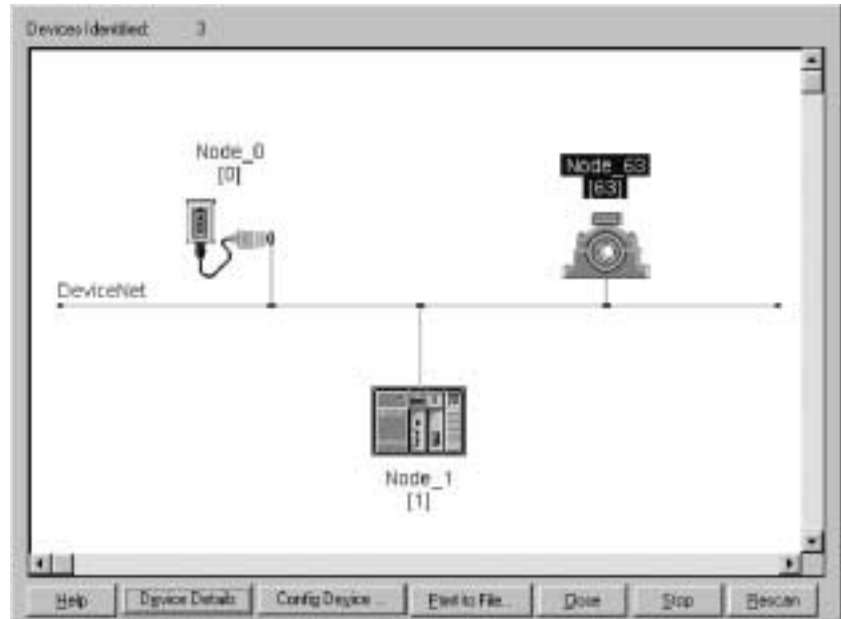 Devices Identified: 3
Node_0
[0]
Node_63
[63]
DeviceNet
Node_1
[1]
Help Device Details Config Device ... Print to File... Close Stop Rescan